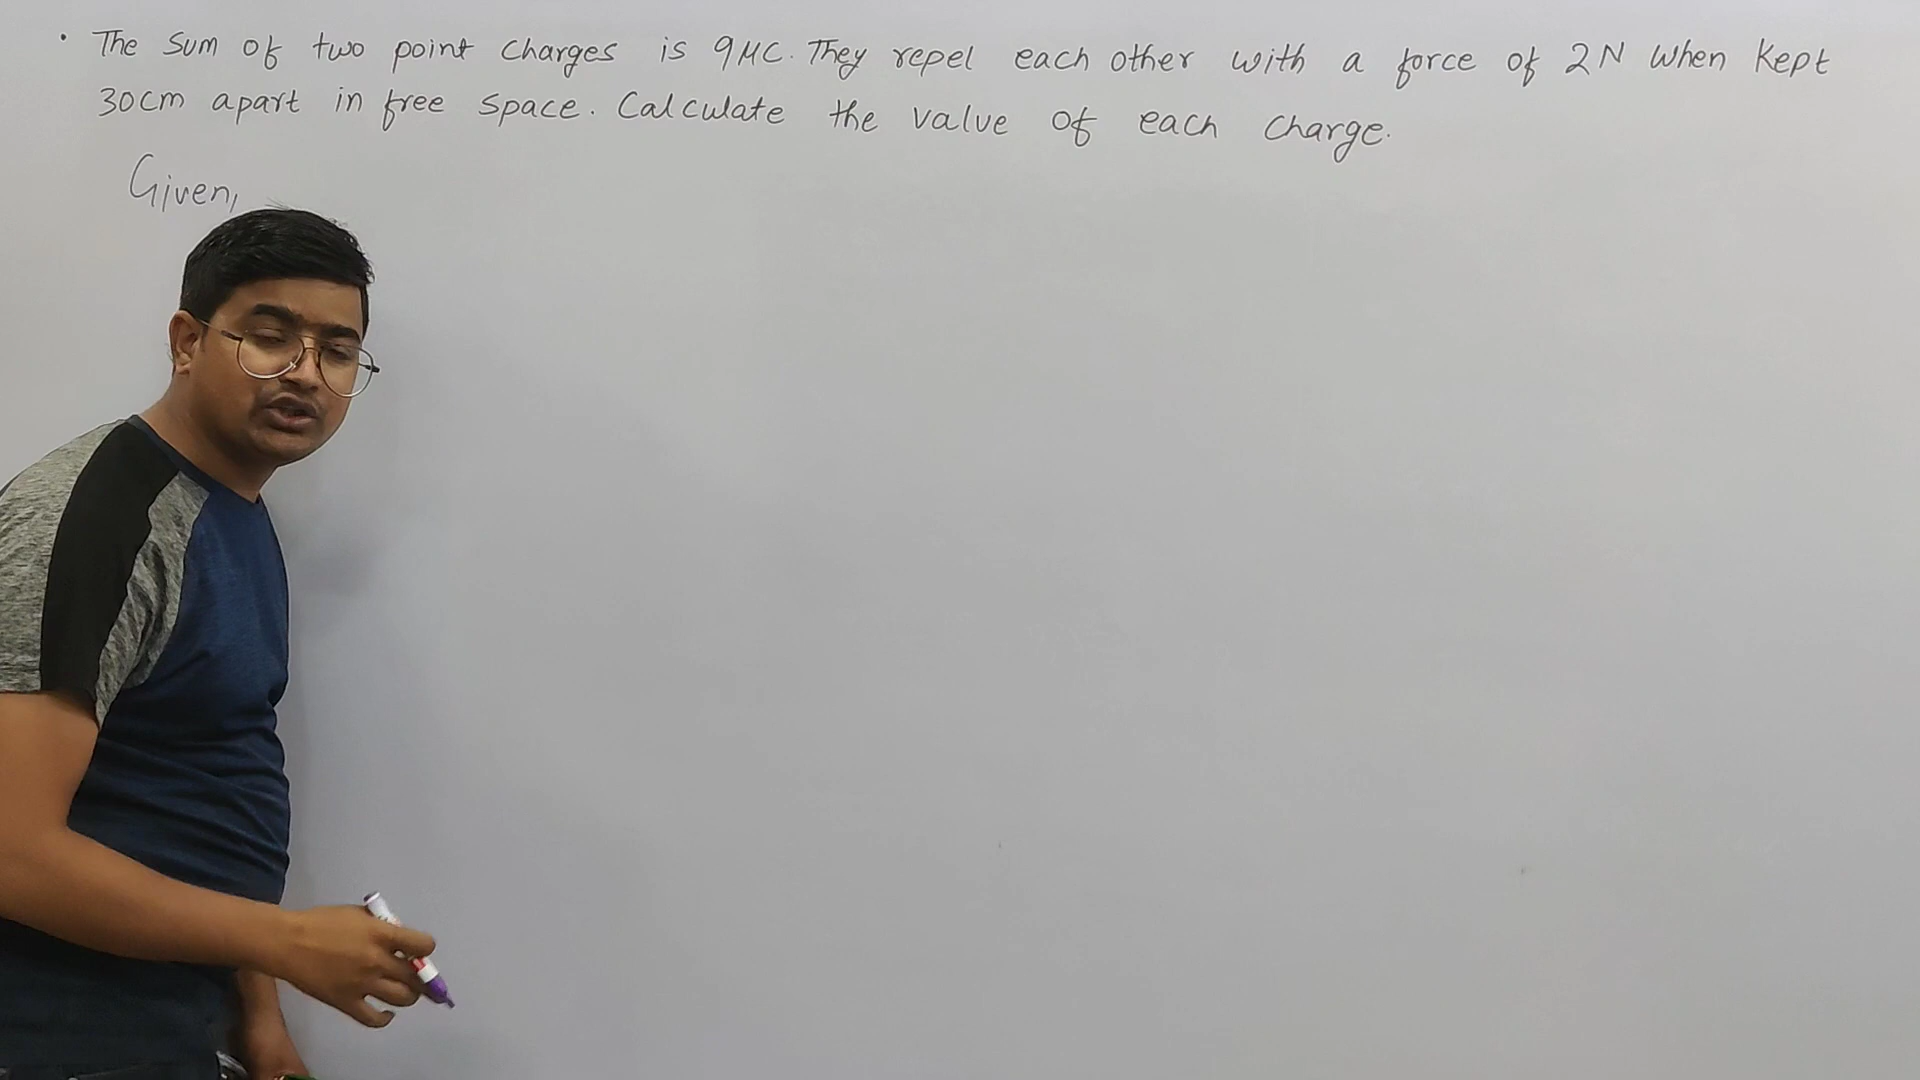 • The sum of two point charges is 9μC. They repel each other with a force of 2N when kept
30cm apart in free space. Calculate the value of each charge.
Given,